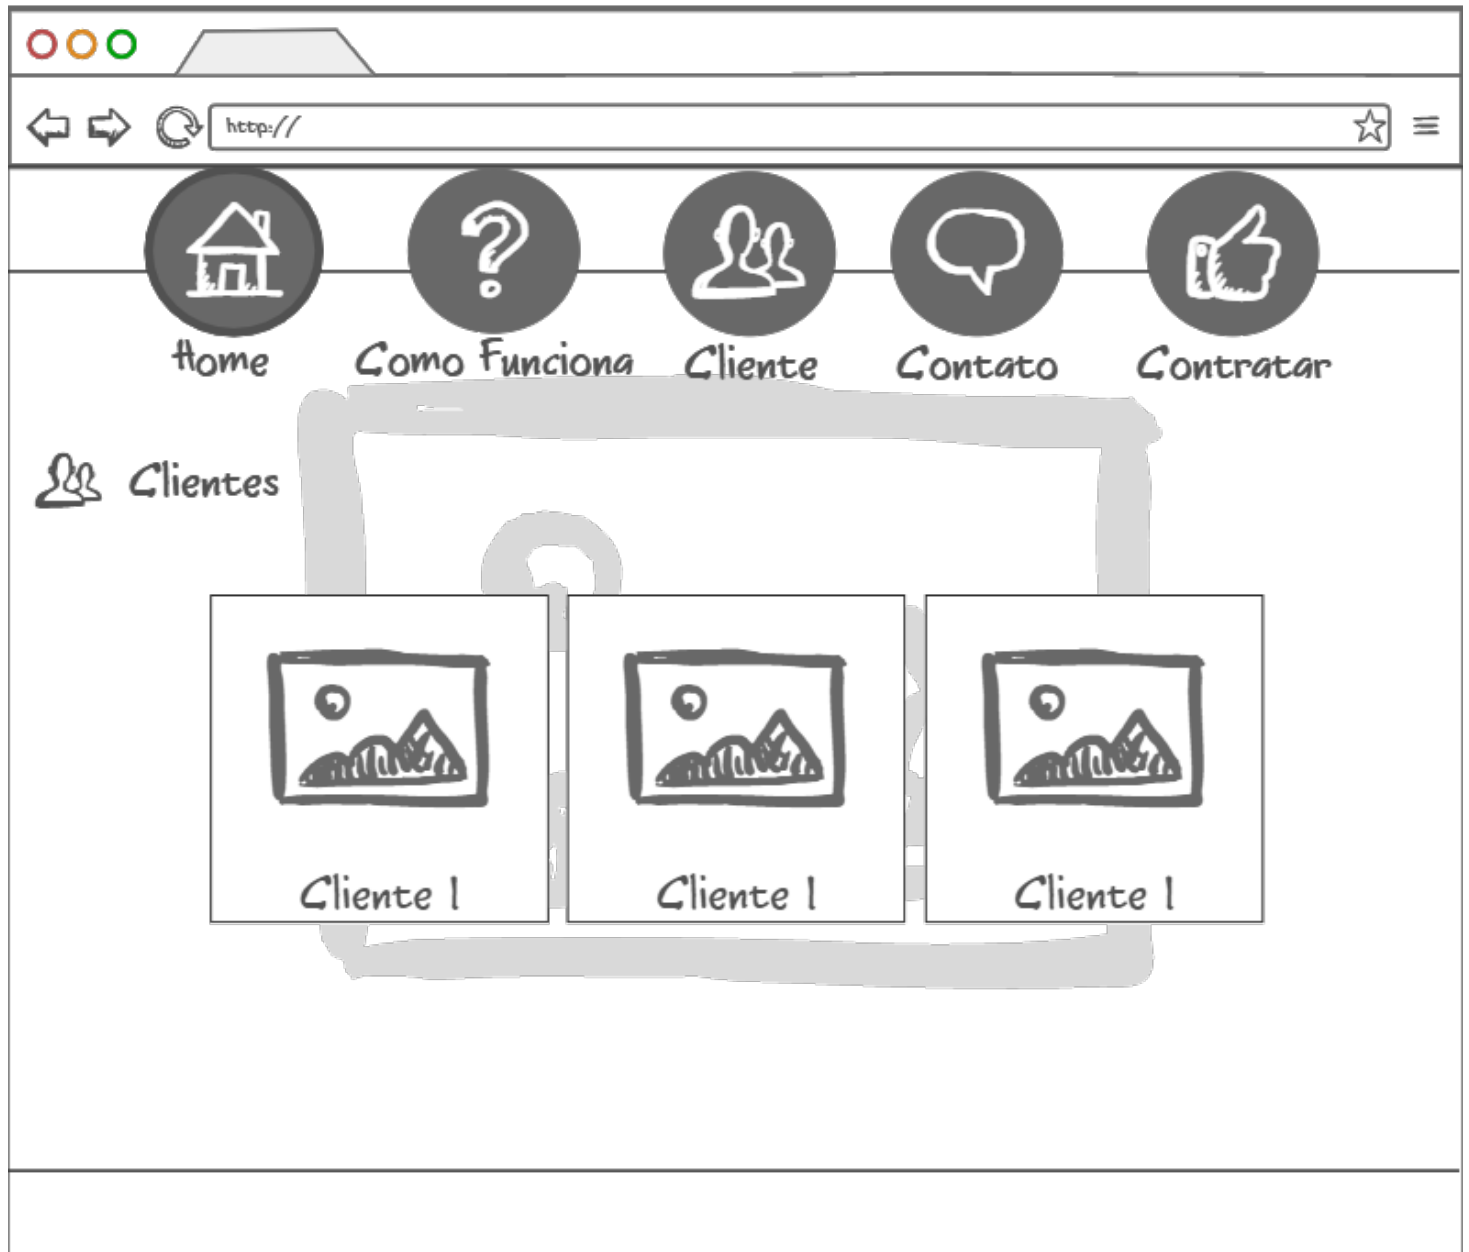 http://
Home
Como Funciona
Cliente
Contato
Contratar
Clientes
Cliente 1
Cliente 1
Cliente 1